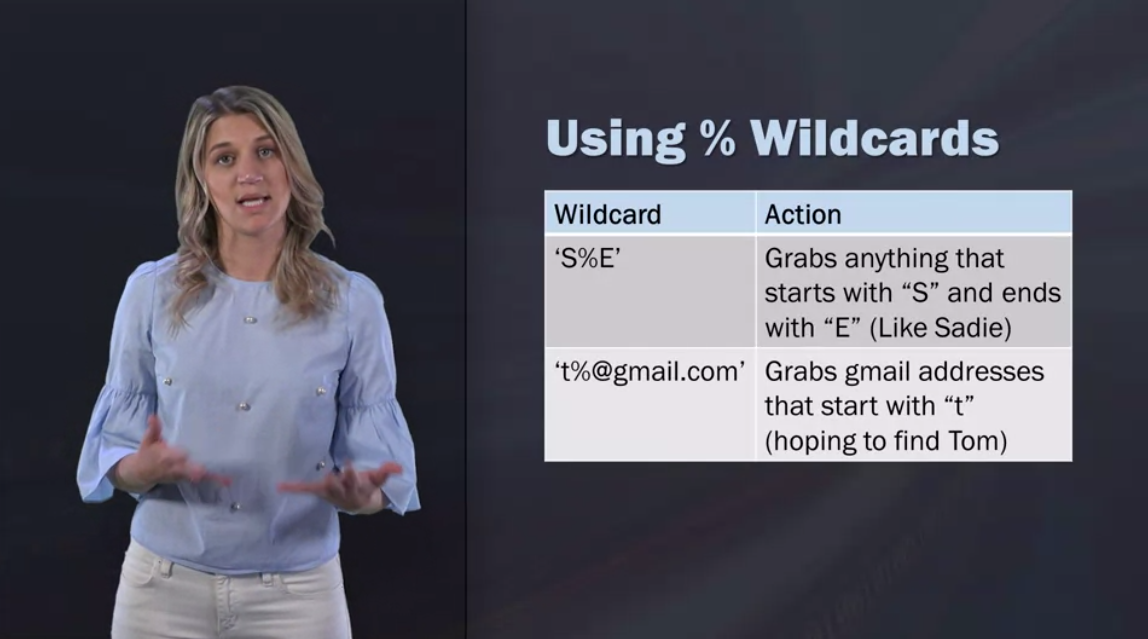 Using % Wildcards
Wildcard Action
‘S%E’ Grabs anything that
starts with “S” and ends
with “E” (Like Sadie)
‘t%@gmail.com’ Grabs gmail addresses
that start with “t”
(hoping to find Tom)